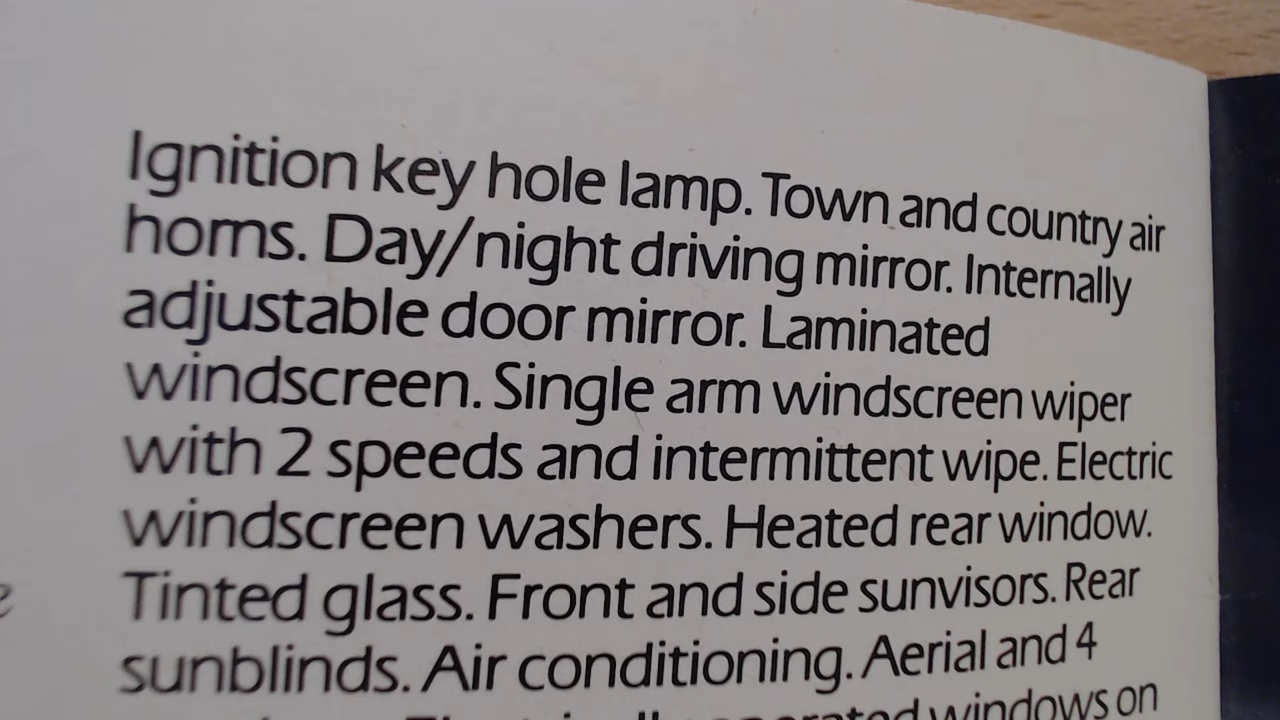 Ignition key hole lamp. Town and country air
horns. Day/night driving mirror. Internally
adjustable door mirror. Laminated
windscreen. Single arm windscreen wiper
with 2 speeds and intermittent wipe. Electric
windscreen washers. Heated rear window.
Tinted glass. Front and side sunvisors. Rear
sunblinds. Air conditioning. Aerial and 4
windows on